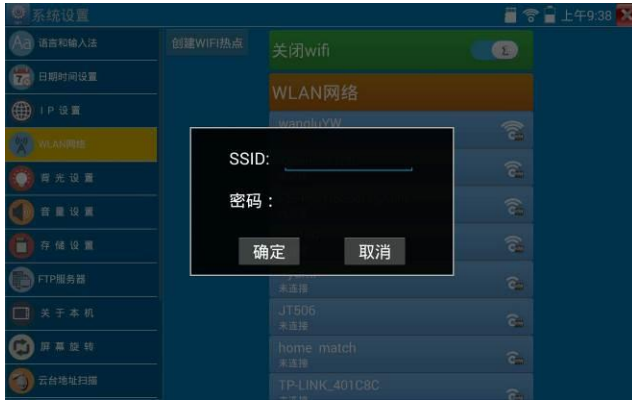 系统设置
上午9:38
语言和输入法
日期时间设置
IP设置
WLAN网络
背光设置
音量设置
存储设置
FTP服务器
关于本机
屏幕旋转
云台地址扫描
创建WIFI热点
关闭wifi
WLAN网络
wanoluYW
SSID:
密码：
确定
取消
未连接
JT506
未连接
home match
未连接
TP-LINK_401C8C